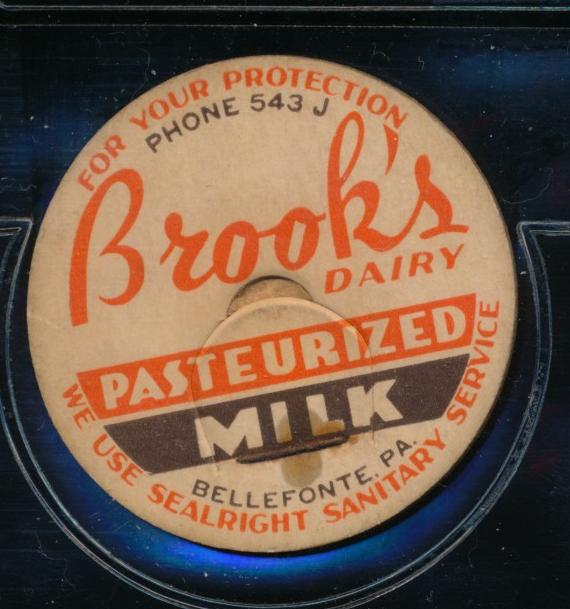 FOR YOUR PROTECTION
PHONE 543 J
Brook's
DAIRY
PASTEURIZED
MILK
BELLEFONTE, PA.
WE USE SEALRIGHT SANITARY SERVICE